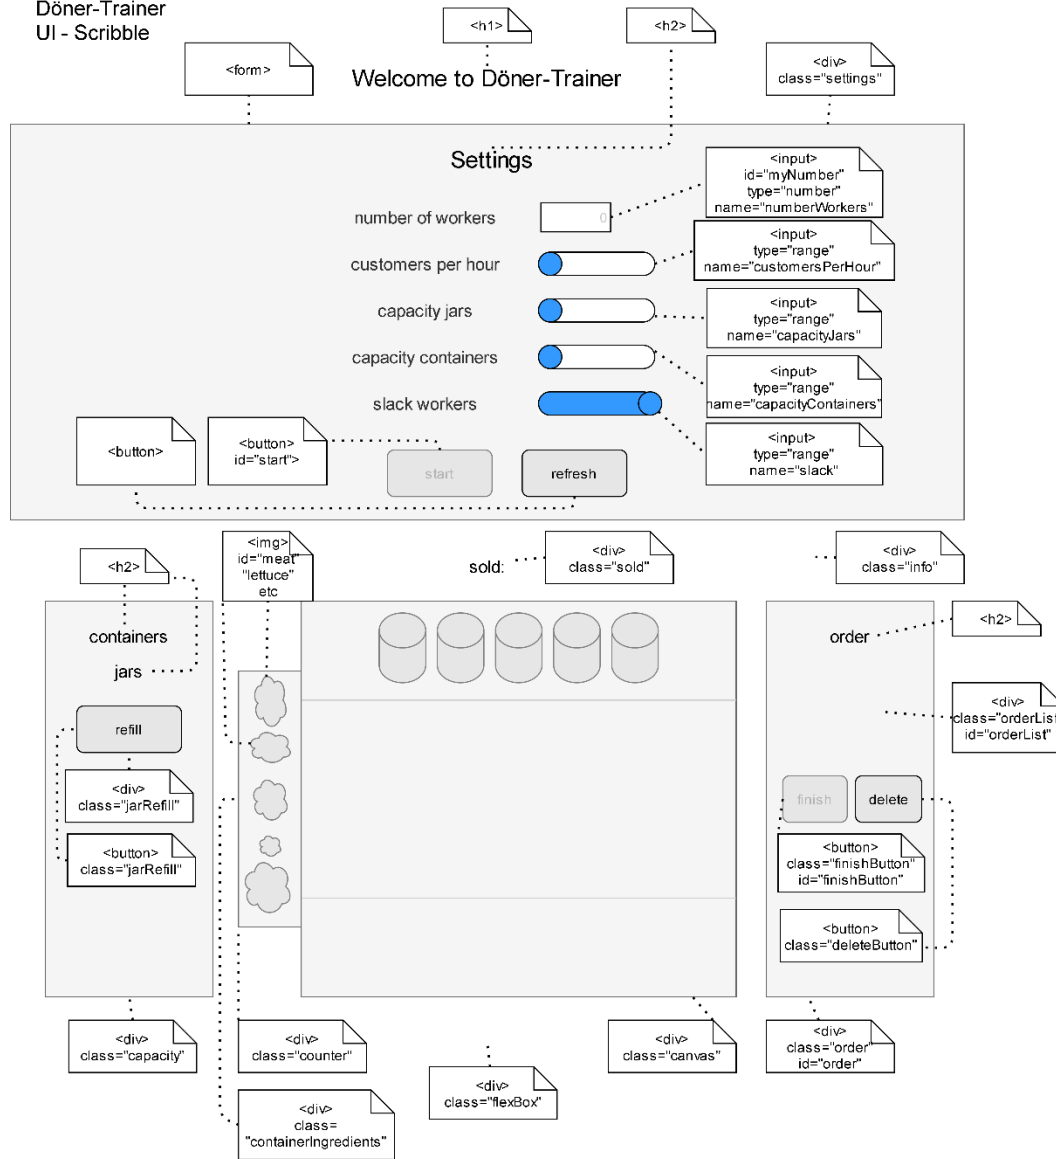 Döner-Trainer
UI - Scribble
<h1>
<h2>
<form>
Welcome to Döner-Trainer
<div>
class="settings"
Settings
<input>
id="myNumber"
type="number"
name="numberWorkers"
number of workers
0
<input>
type="range"
name="customersPerHour"
customers per hour
<input>
type="range"
name="capacityJars"
capacity jars
<input>
type="range"
name="capacityContainers"
capacity containers
slack workers
<input>
type="range"
name="slack"
<button>
<button>
id="start">
start
refresh
<img>
id="meat"
"lettuce"
etc
<h2>
sold:
<div>
class="sold"
<div>
class="info"
containers
jars
order
<h2>
refill
<div>
class="orderList"
id="orderList"
<div>
class="jarRefill"
finish
delete
<button>
class="jarRefill"
<button>
class="finishButton"
id="finishButton"
<button>
class="deleteButton"
<div>
class="capacity"
<div>
class="counter"
<div>
class="canvas"
<div>
class="order"
id="order"
<div>
class="flexBox"
<div>
class=
"containerIngredients"